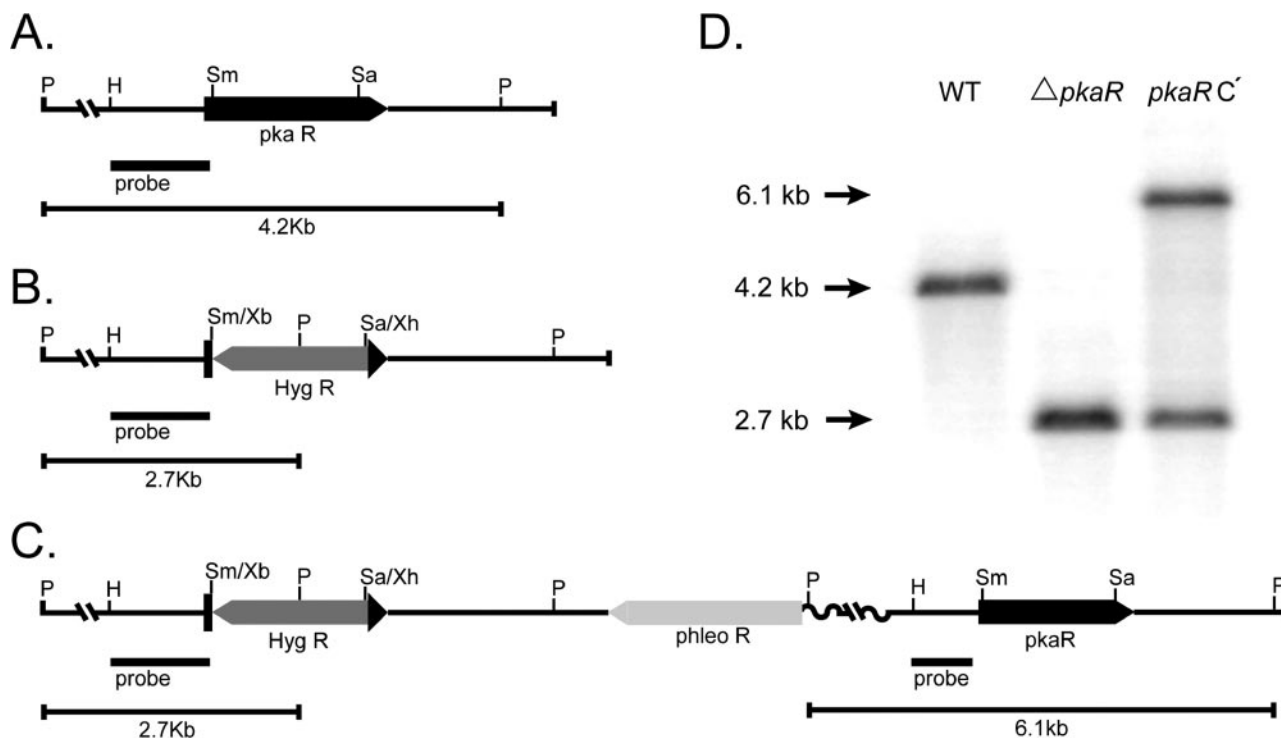 A.
P H Sm Sa P
pka R
probe
4.2Kb
B.
P H Sm/Xb P Sa/Xh P
Hyg R
probe
2.7Kb
C.
P H Sm/Xb P Sa/Xh P P H Sm Sa P
Hyg R phleo R pkaR
probe probe
2.7Kb 6.1kb
D.
WT △pkaR pkaR C´
6.1 kb
4.2 kb
2.7 kb